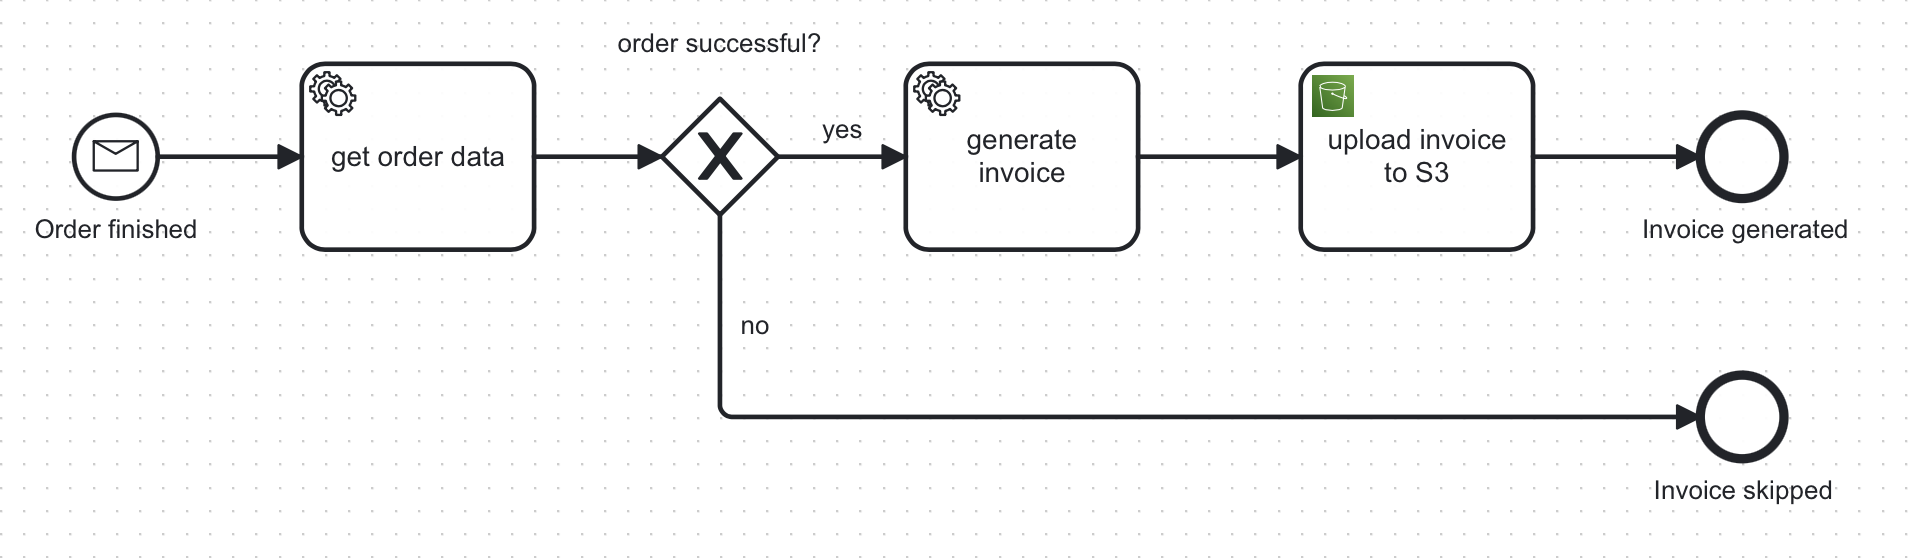 order successful?
Order finished
get order data
yes
generate
invoice
upload invoice
to S3
Invoice generated
no
Invoice skipped